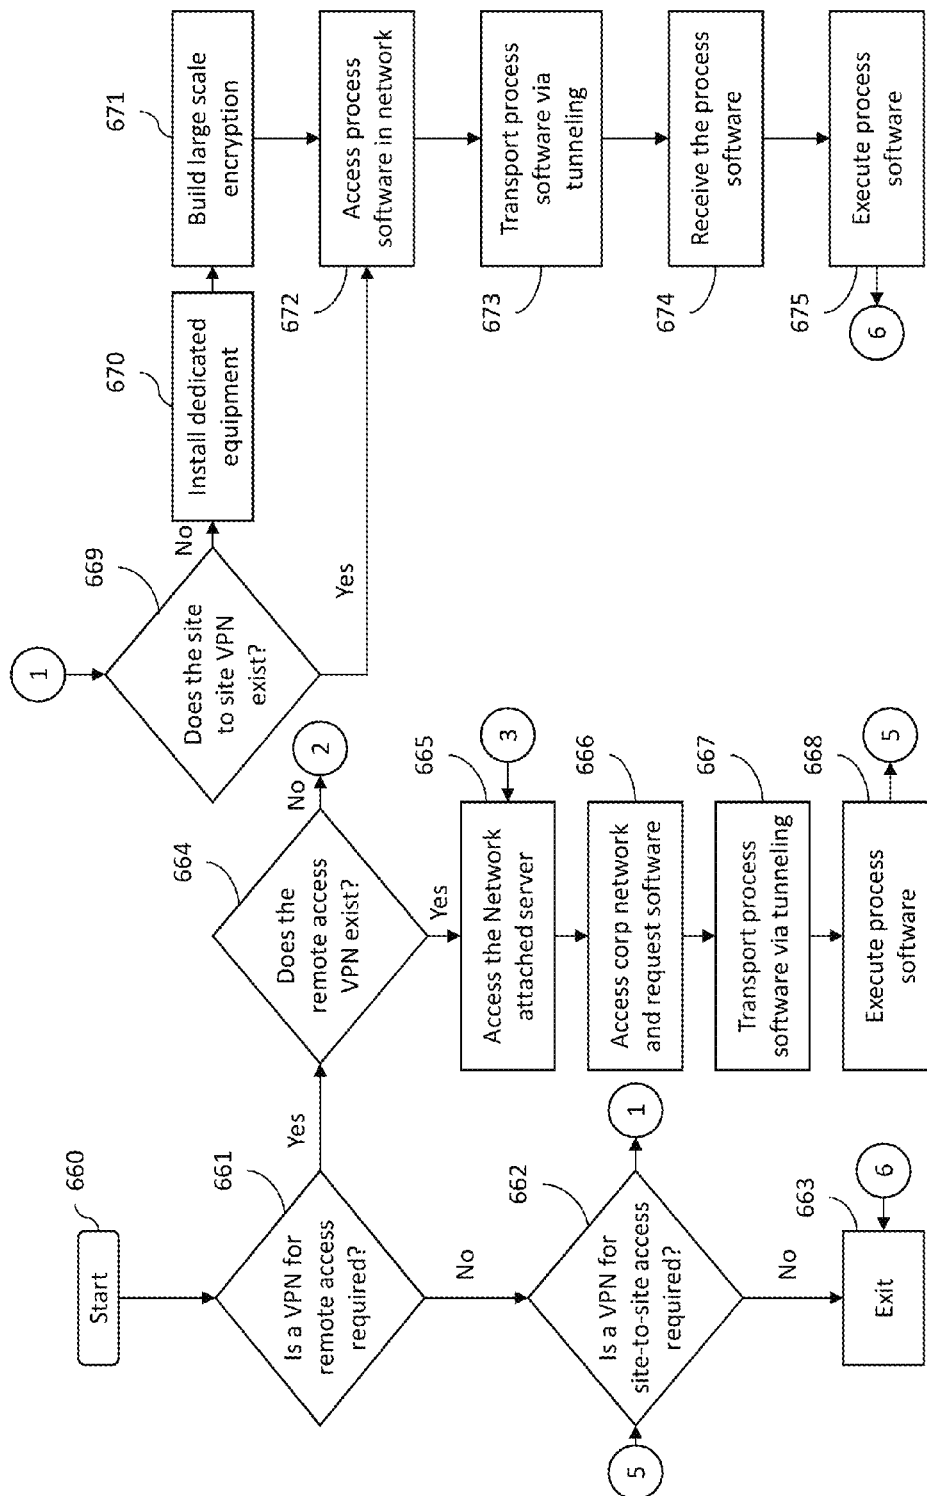 660
Start
661
Is a VPN for
remote access
required?
Yes
No
662
5
Is a VPN for
site-to-site access
required?
1
No
663
Exit
6
664
Does the
remote access
VPN exist?
No
2
Yes
665
Access the Network
attached server
3
666
Access corp network
and request software
667
Transport process
software via tunneling
668
Execute process
software
5
1
669
Does the site
to site VPN
exist?
No
Yes
670
Install dedicated
equipment
671
Build large scale
encryption
672
Access process
software in network
673
Transport process
software via
tunneling
674
Receive the process
software
675
Execute process
software
6